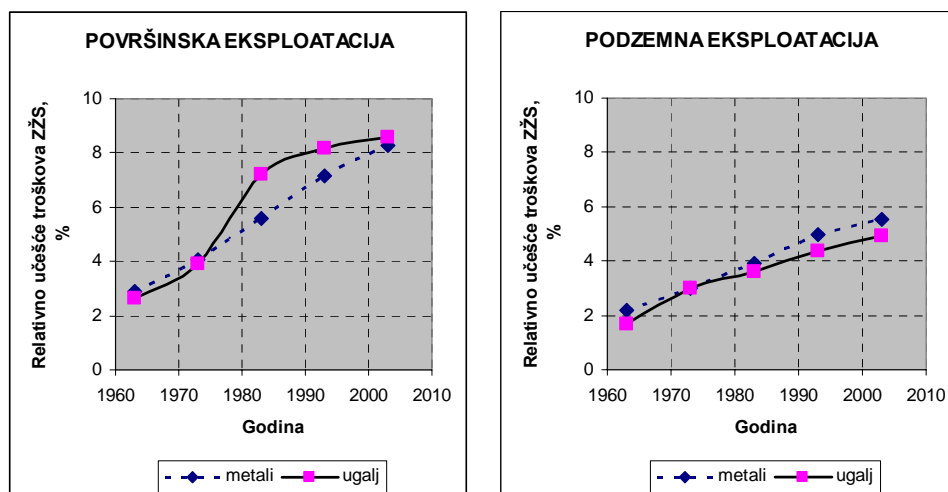 POVRŠINSKA EKSPLOATACIJA
Relativno učešće troškova ZŽS,
%
10
8
6
4
2
0
1960 1970 1980 1990 2000 2010
Godina
metali ugalj
PODZEMNA EKSPLOATACIJA
Relativno učešće troškova ZŽS,
%
10
8
6
4
2
0
1960 1970 1980 1990 2000 2010
Godina
metali ugalj